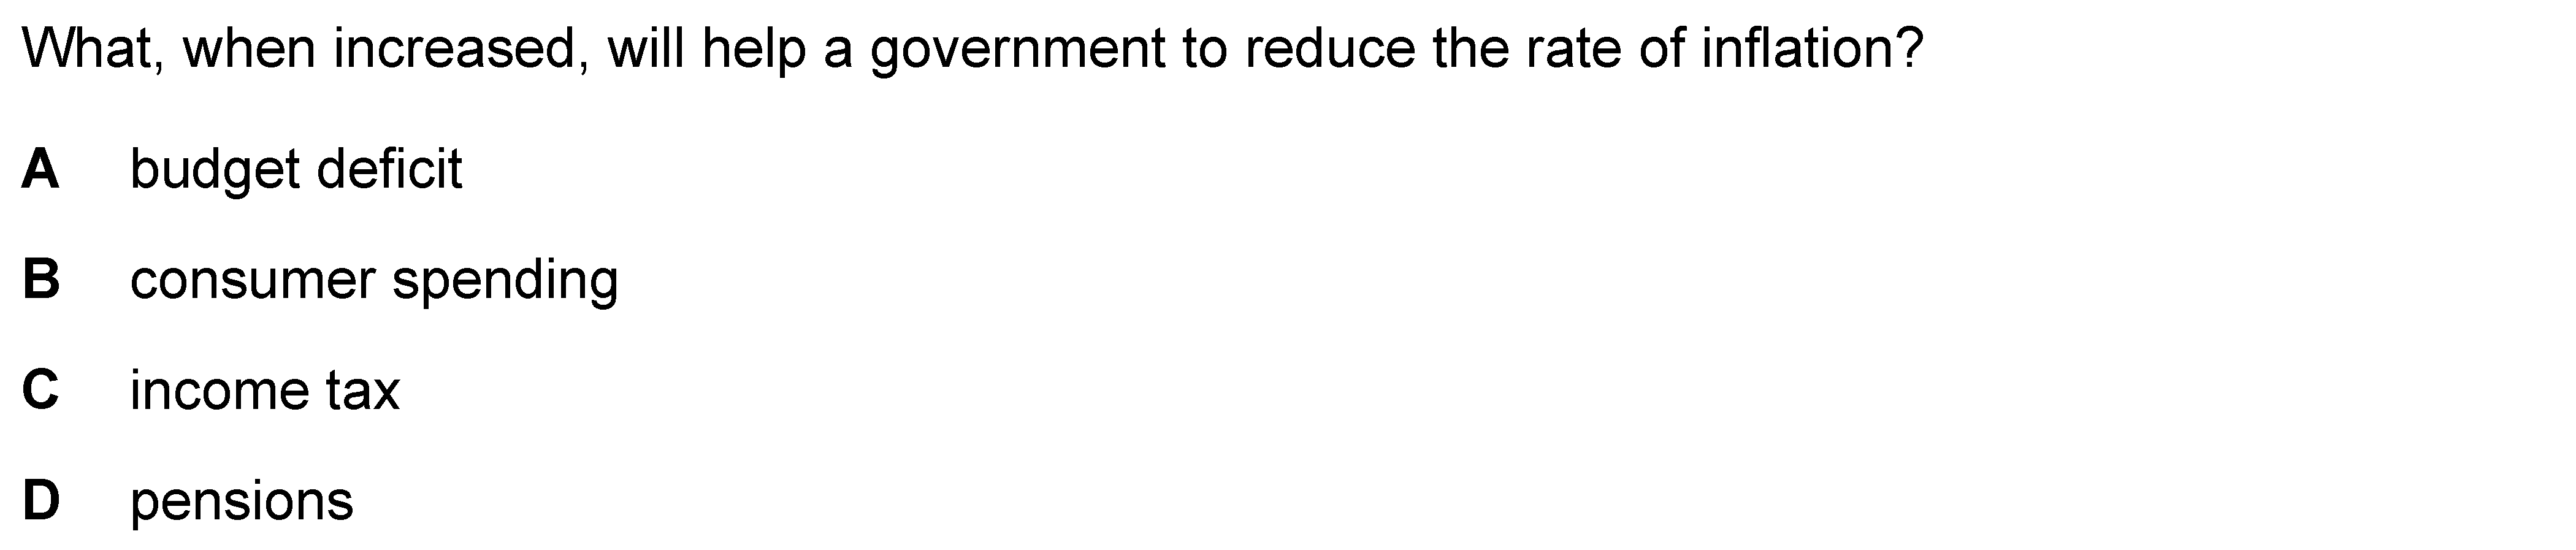 What, when increased, will help a government to reduce the rate of inflation?
A budget deficit
B consumer spending
C income tax
D pensions